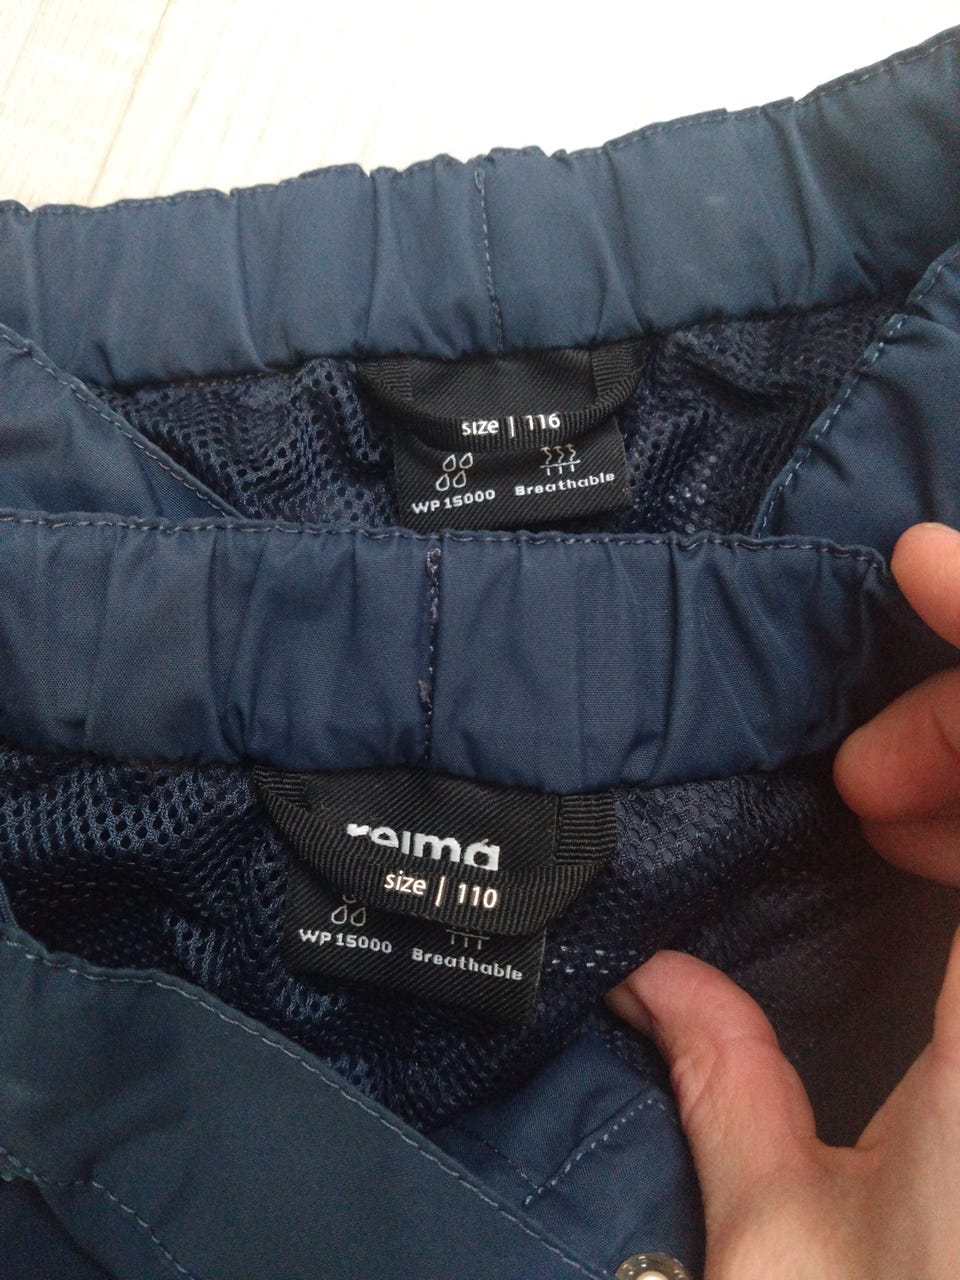 size | 116
WP 15000 Breathable
reima
size | 110
WP 15000 Breathable